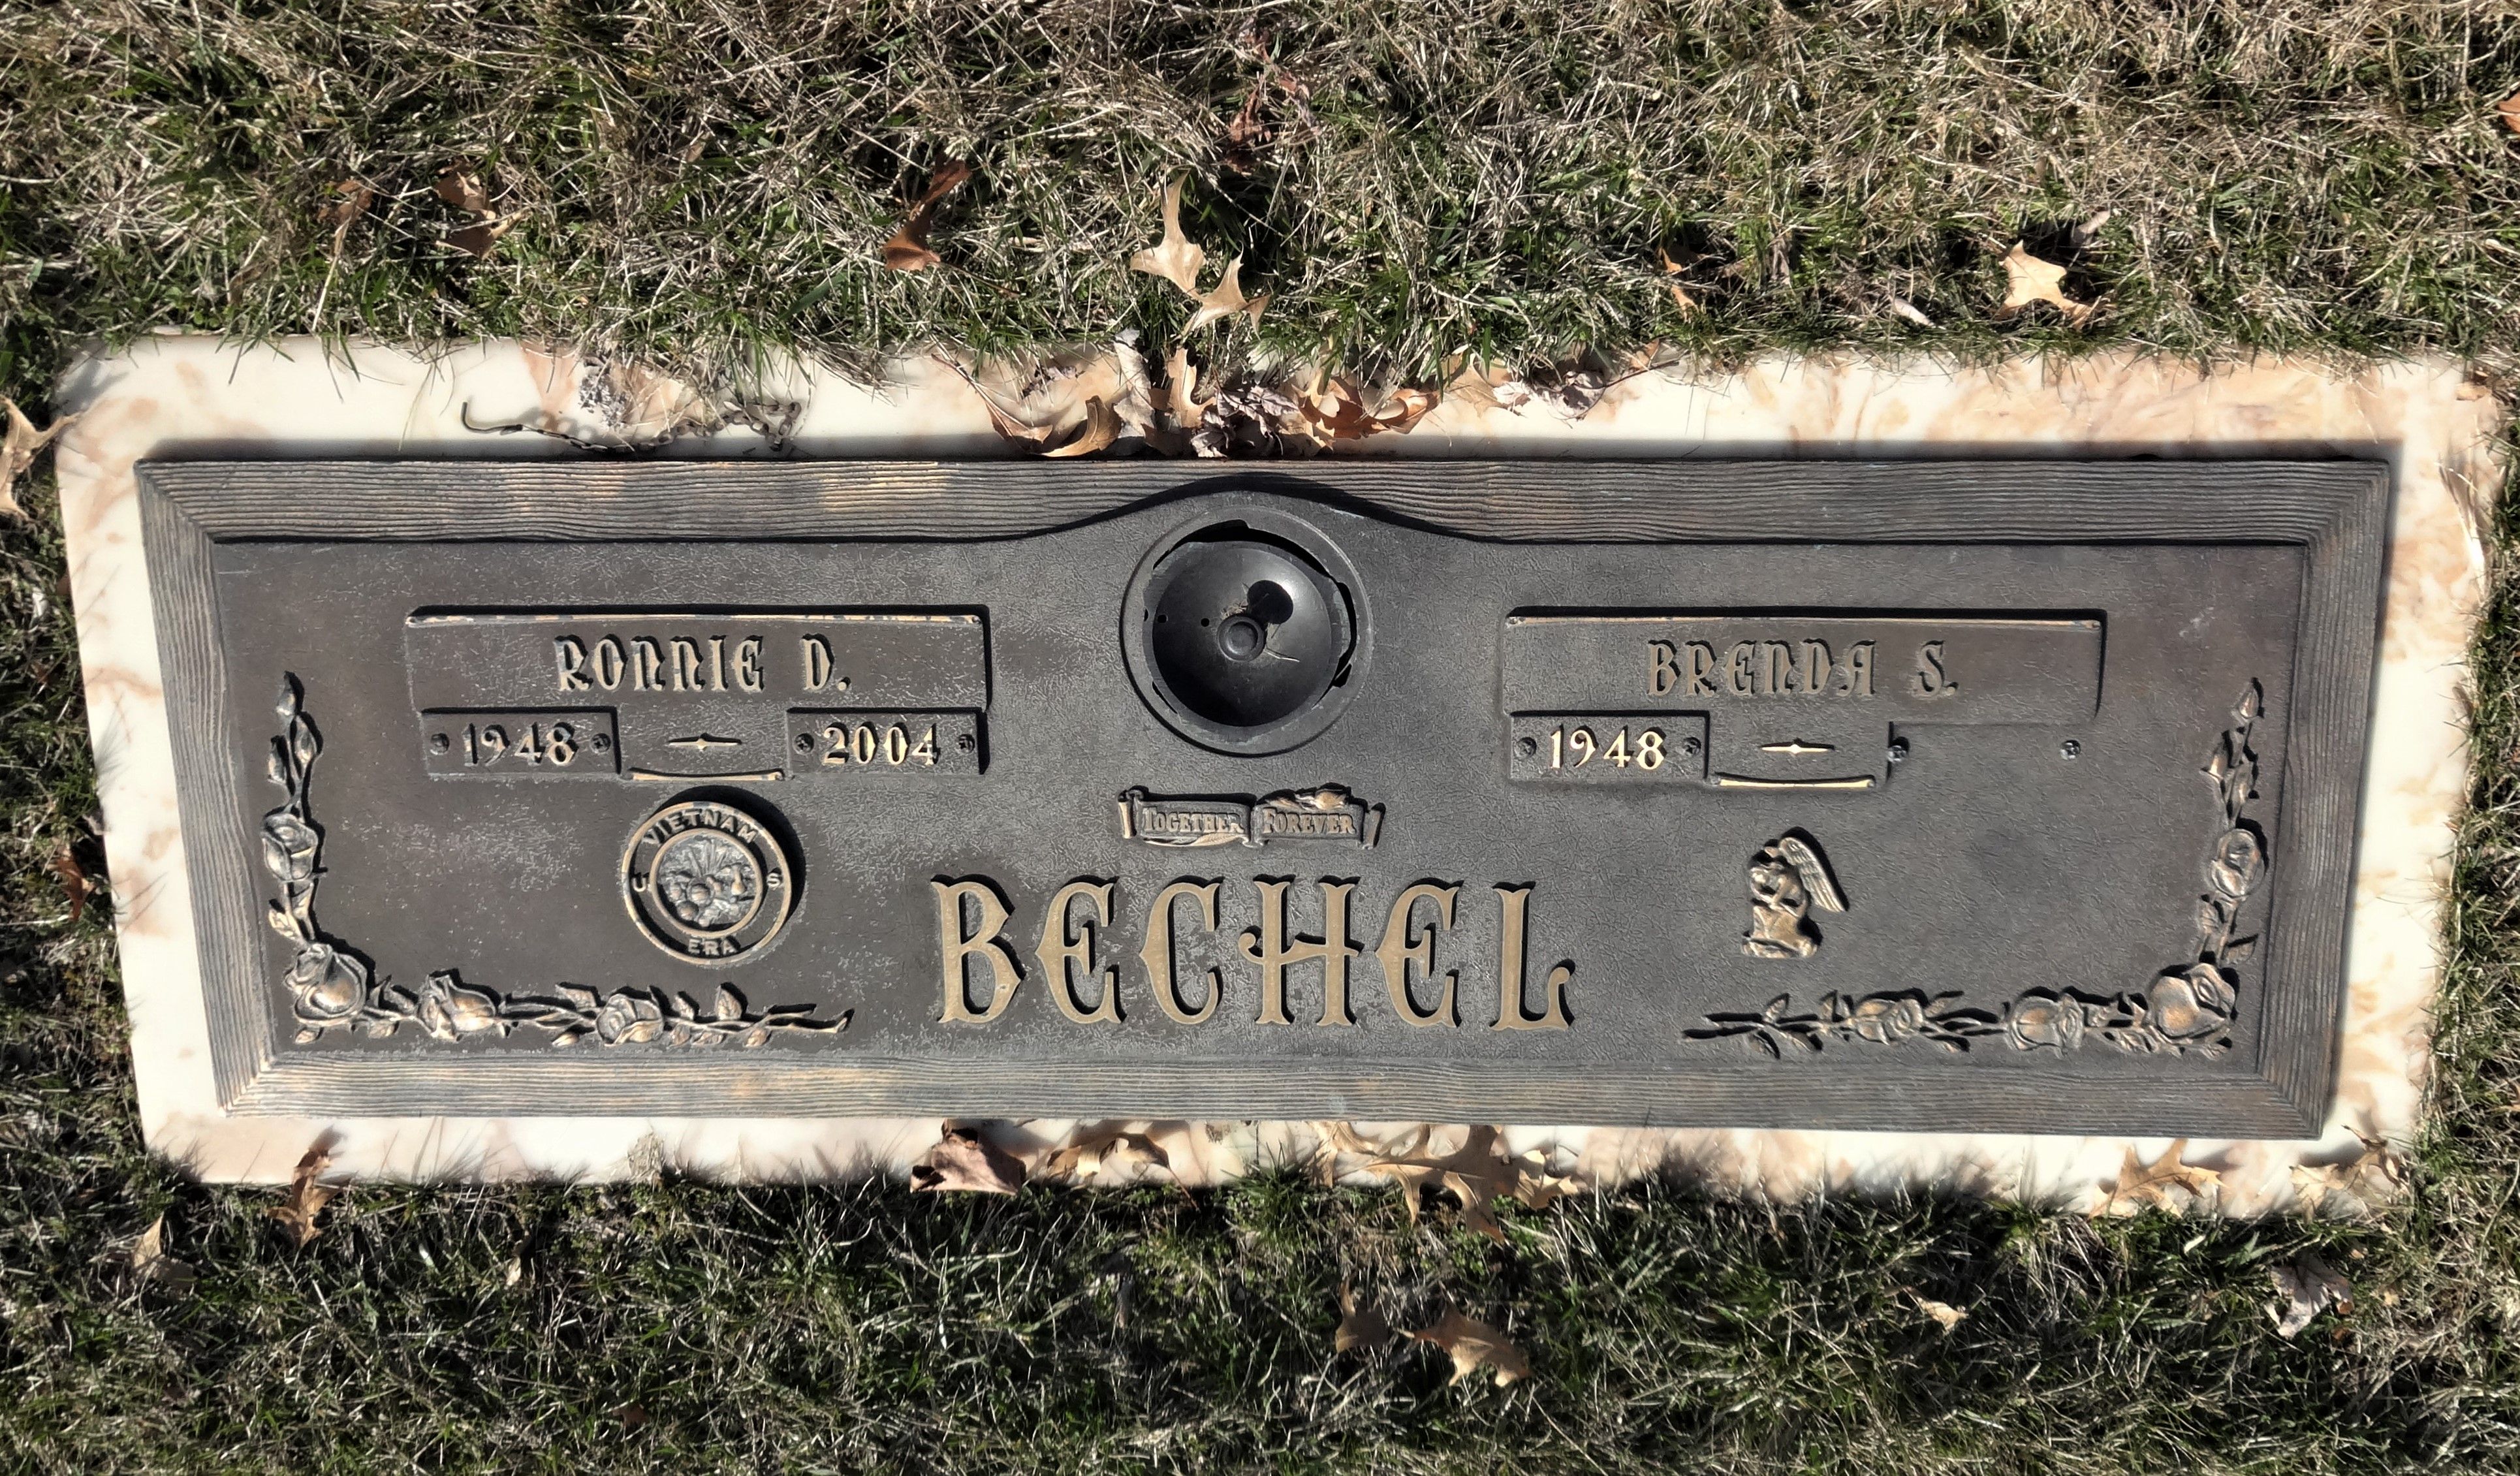 RONNIE D.
1948 2004
BRENDA S.
1948
VIETNAM
U S
ERA
TOGETHER FOREVER
BECHEL